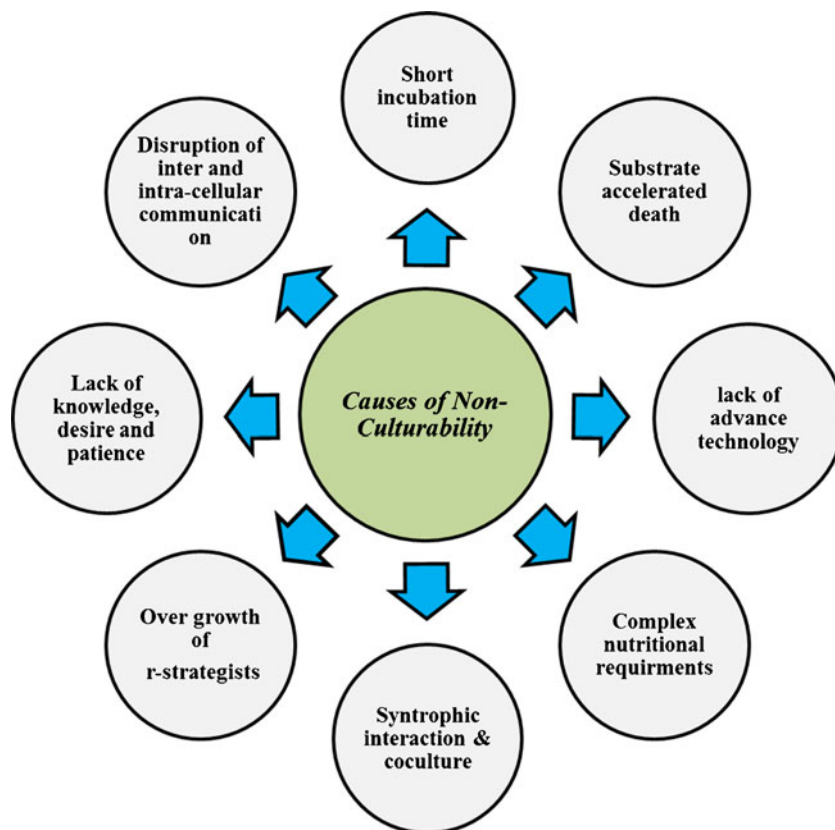 Short
incubation
time
Substrate
accelerated
death
lack of
advance
technology
Complex
nutritional
requirments
Syntrophic
interaction &
coculture
Over growth
of
r-strategists
Lack of
knowledge,
desire and
patience
Disruption of
inter and
intra-cellular
communicati
on
Causes of Non-
Culturability